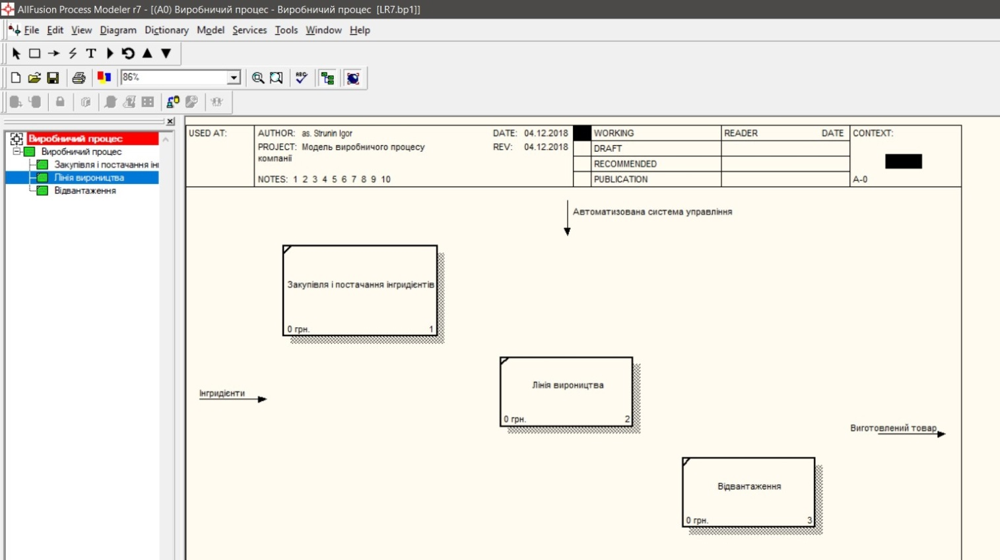 AllFusion Process Modeler r7 - [(A0) Виробничий процес - Виробничий процес  [LR7.bp1]]
File Edit View Diagram Dictionary Model Services Tools Window Help
T
86%
ABC
Виробничий процес
Виробничий процес
Закупівля і постачання інг
Лінія вироництва
Відвантаження
USED AT:
AUTHOR: as. Strunin Igor
DATE: 04.12.2018
PROJECT: Модель виробничого процесу
компанії
REV: 04.12.2018
NOTES: 1 2 3 4 5 6 7 8 9 10
WORKING
DRAFT
RECOMMENDED
PUBLICATION
READER DATE
CONTEXT:
A-0
Автоматизована система управління
Закупівля і постачання інгридієнтів
0 грн. 1
Інгридієнти
Лінія вироництва
0 грн. 2
Виготовлений товар
Відвантаження
0 грн. 3